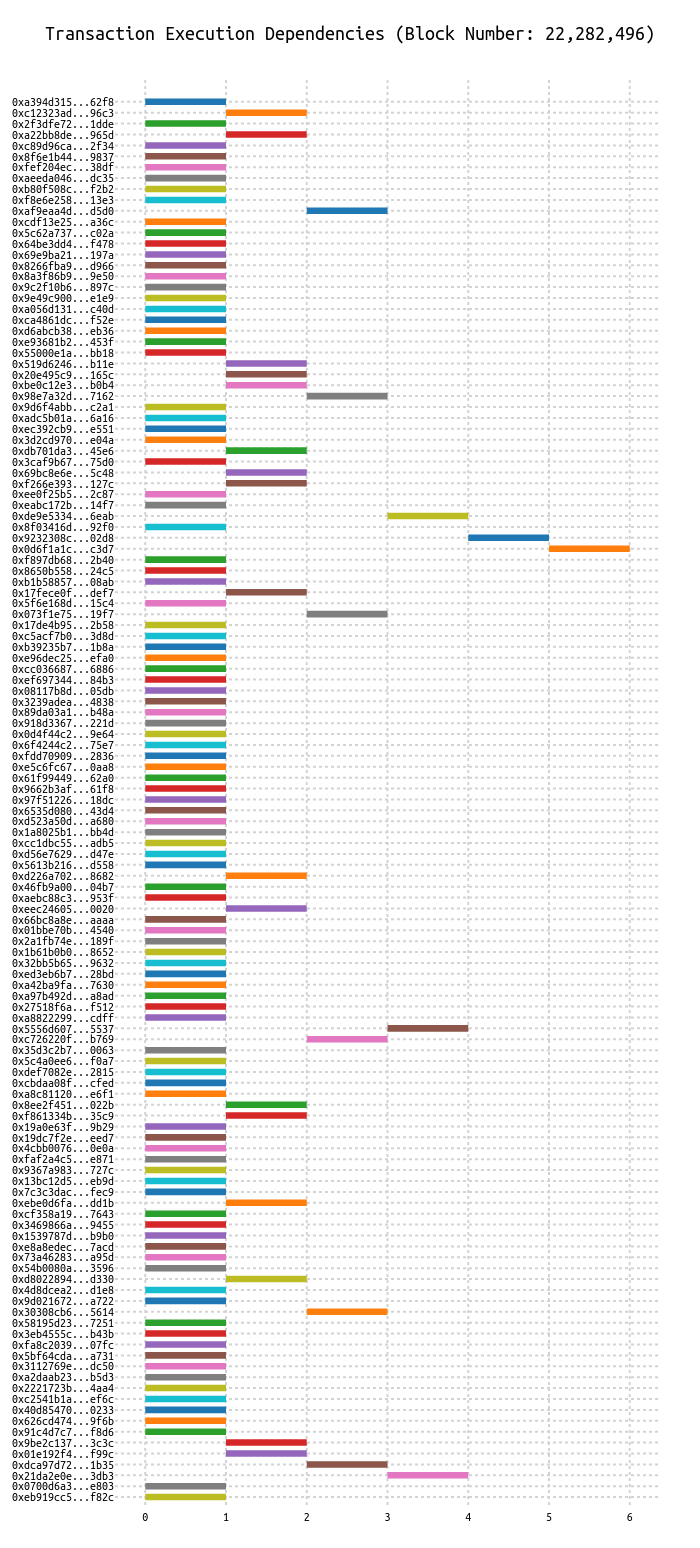 Transaction Execution Dependencies (Block Number: 22,282,496)
0xa394d315...62f8
0xc12323ad...96c3
0x2f3dfe72...1dde
0xa22bb8de...965d
0xc89d96ca...2f34
0x8f6e1b44...9837
0xfef204ec...38df
0xaeeda046...dc35
0xb80f508c...f2b2
0xf8e6e258...13e3
0xaf9eaa4d...d5d0
0xcdf13e25...a36c
0x5c62a737...c02a
0x64be3dd4...f478
0x69e9ba21...197a
0x8266fba9...d966
0x8a3f86b9...9e50
0x9c2f10b6...897c
0x9e49c900...e1e9
0xa056d131...c40d
0xca4861dc...f52e
0xd6abcb38...eb36
0xe93681b2...453f
0x55000e1a...bb18
0x519d6246...b11e
0x20e495c9...165c
0xbe0c12e3...b0b4
0x98e7a32d...7162
0x9d6f4abb...c2a1
0xadc5b01a...6a16
0xec392cb9...e551
0x3d2cd970...e04a
0xdb701da3...45e6
0x3caf9b67...75d0
0x69bc8e6e...5c48
0xf266e393...127c
0xee0f25b5...2c87
0xeabc172b...14f7
0xde9e5334...6eab
0x8f03416d...92f0
0x9232308c...02d8
0x0d6f1a1c...c3d7
0xf897db68...2b40
0x8650b558...24c5
0xb1b58857...08ab
0x17fece0f...def7
0x5f6e168d...15c4
0x073f1e75...19f7
0x17de4b95...2b58
0xc5acf7b0...3d8d
0xb39235b7...1b8a
0xe96dec25...efa0
0xcc036687...6886
0xef697344...84b3
0x08117b8d...05db
0x3239adea...4838
0x89da03a1...b48a
0x918d3367...221d
0x0d4f44c2...9e64
0x6f4244c2...75e7
0xfdd70909...2836
0xe5c6fc67...0aa8
0x61f99449...62a0
0x9662b3af...61f8
0x97f51226...18dc
0x6535d080...43d4
0xd523a50d...a680
0x1a8025b1...bb4d
0xcc1dbc55...adb5
0xd56e7629...d47e
0x5613b216...d558
0xd226a702...8682
0x46fb9a00...04b7
0xaebc88c3...953f
0xeec24605...0020
0x66bc8a8e...aaaa
0x01bbe70b...4540
0x2a1fb74e...189f
0x1b61b0b0...8652
0x32bb5b65...9632
0xed3eb6b7...28bd
0xa42ba9fa...7630
0xa97b492d...a8ad
0x27518f6a...f512
0xa8822299...cdff
0x5556d607...5537
0xc726220f...b769
0x35d3c2b7...0063
0x5c4a0ee6...f0a7
0xdef7082e...2815
0xcbdaa08f...cfed
0xa8c81120...e6f1
0x8ee2f451...022b
0xf861334b...35c9
0x19a0e63f...9b29
0x19dc7f2e...eed7
0x4cbb0076...0e0a
0xfaf2a4c5...e871
0x9367a983...727c
0x13bc12d5...eb9d
0x7c3c3dac...fec9
0xebe0d6fa...dd1b
0xcf358a19...7643
0x3469866a...9455
0x1539787d...b9b0
0xe8a8edec...7acd
0x73a46283...a95d
0x54b0080a...3596
0xd8022894...d330
0x4d8dcea2...d1e8
0x9d021672...a722
0x30308cb6...5614
0x58195d23...7251
0x3eb4555c...b43b
0xfa8c2039...07fc
0x5bf64cda...a731
0x3112769e...dc50
0xa2daab23...b5d3
0x2221723b...4aa4
0xc2541b1a...ef6c
0x40d85470...0233
0x626cd474...9f6b
0x91c4d7c7...f8d6
0x9be2c137...3c3c
0x01e192f4...f99c
0xdca97d72...1b35
0x21da2e0e...3db3
0x0700d6a3...e803
0xeb919cc5...f82c
0 1 2 3 4 5 6